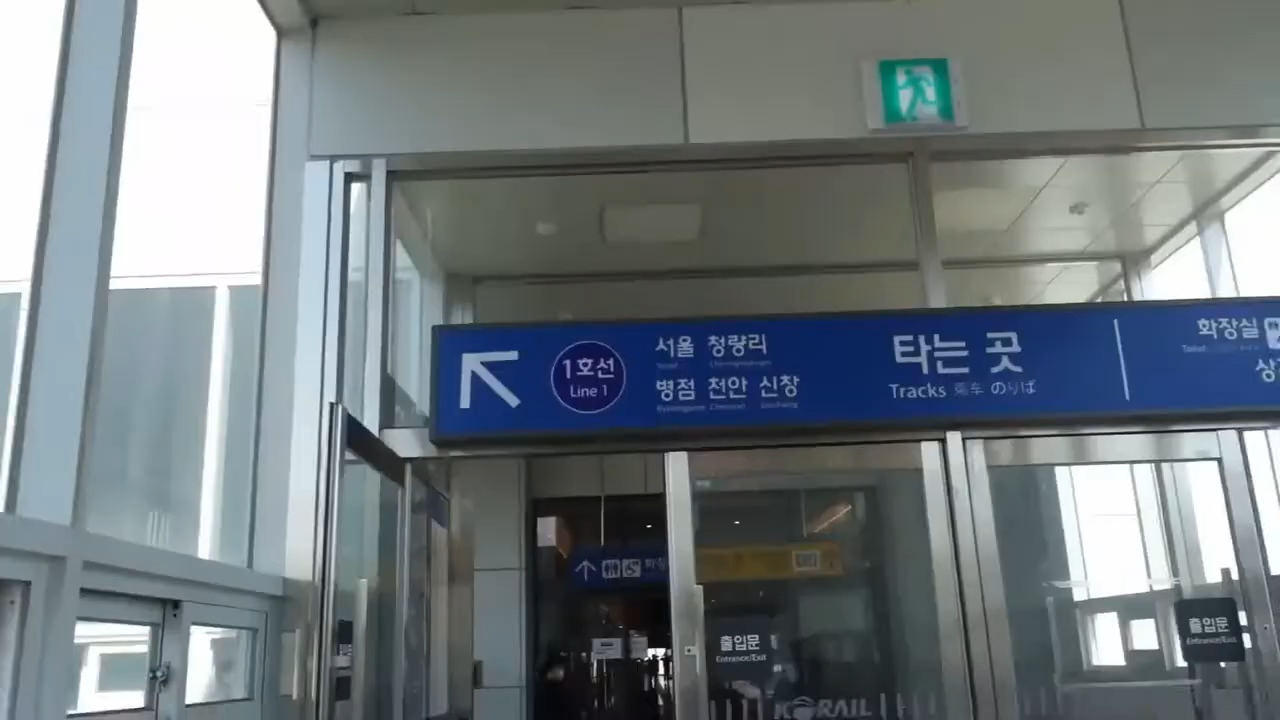 1호선
Line 1
서울 청량리
병점 천안 신창
타는 곳
Tracks 乘车 のりば
화장실
Toilet
출입문
Entrance/Exit
출입문
Entrance/Exit
KORAIL